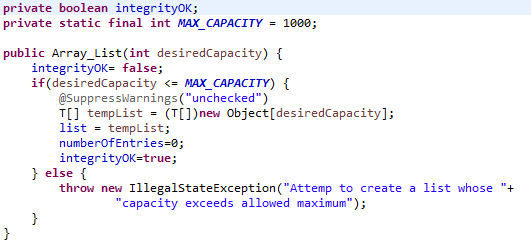 private boolean integrityOK;
private static final int MAX_CAPACITY = 1000;
public Array_List(int desiredCapacity) {
integrityOK= false;
if(desiredCapacity <= MAX_CAPACITY) {
@SuppressWarnings("unchecked")
T[] tempList = (T[])new Object[desiredCapacity];
list = tempList;
numberOfEntries=0;
integrityOK=true;
} else {
throw new IllegalStateException("Attemp to create a list whose "+
"capacity exceeds allowed maximum");
}
}